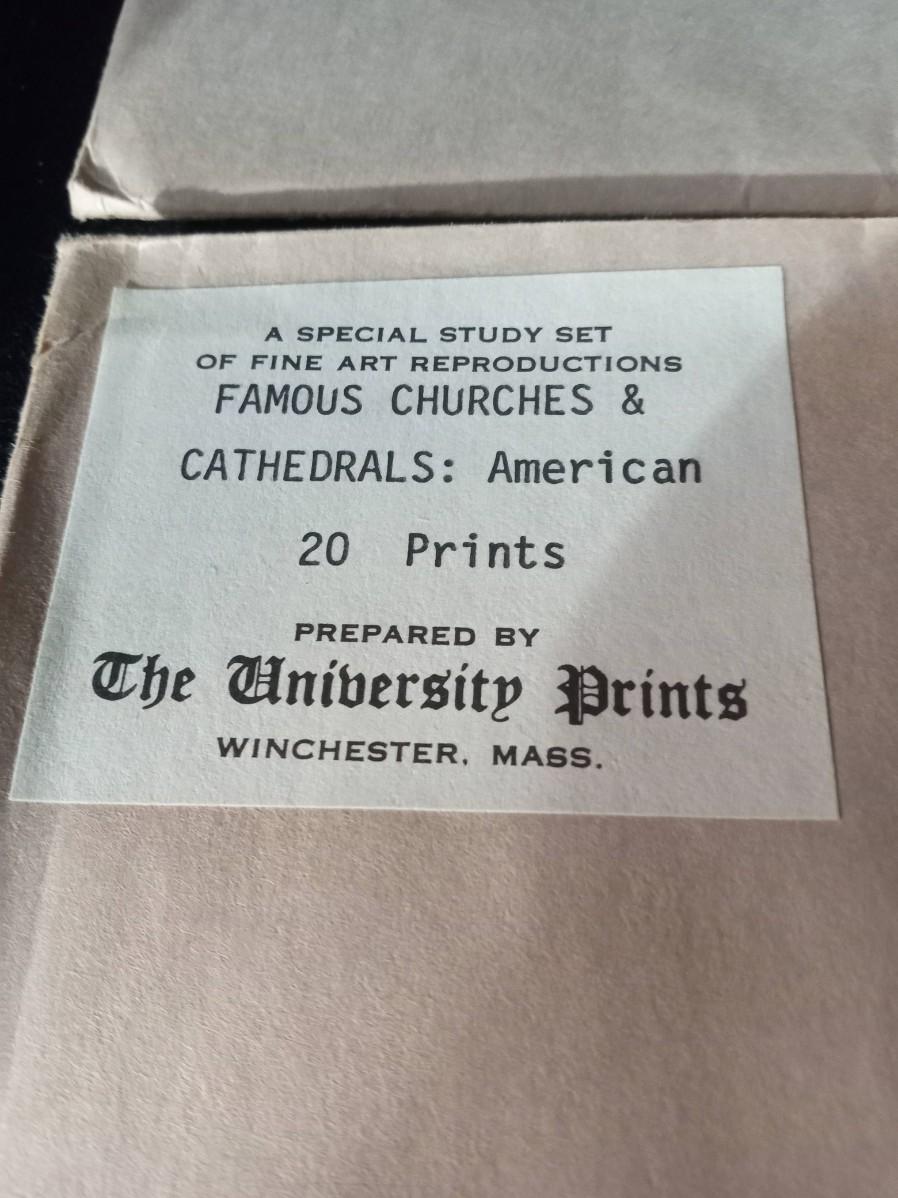 A SPECIAL STUDY SET
OF FINE ART REPRODUCTIONS
FAMOUS CHURCHES &
CATHEDRALS: American
20 Prints
PREPARED BY
The University Prints
WINCHESTER, MASS.